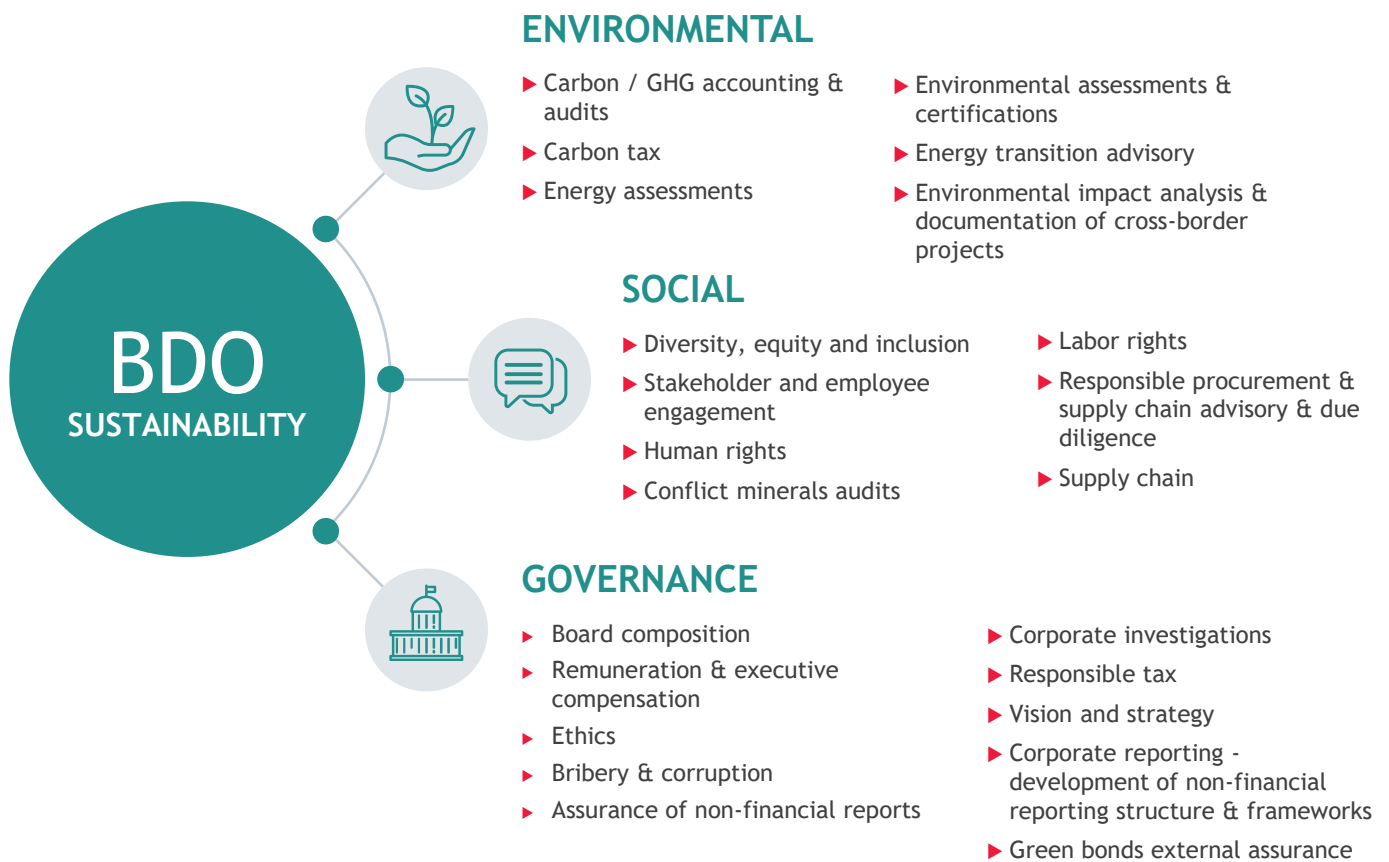 BDO
SUSTAINABILITY
ENVIRONMENTAL
Carbon / GHG accounting &
audits
Carbon tax
Energy assessments
Environmental assessments &
certifications
Energy transition advisory
Environmental impact analysis &
documentation of cross-border
projects
SOCIAL
Diversity, equity and inclusion
Stakeholder and employee
engagement
Human rights
Conflict minerals audits
Labor rights
Responsible procurement &
supply chain advisory & due
diligence
Supply chain
GOVERNANCE
Board composition
Remuneration & executive
compensation
Ethics
Bribery & corruption
Assurance of non-financial reports
Corporate investigations
Responsible tax
Vision and strategy
Corporate reporting -
development of non-financial
reporting structure & frameworks
Green bonds external assurance